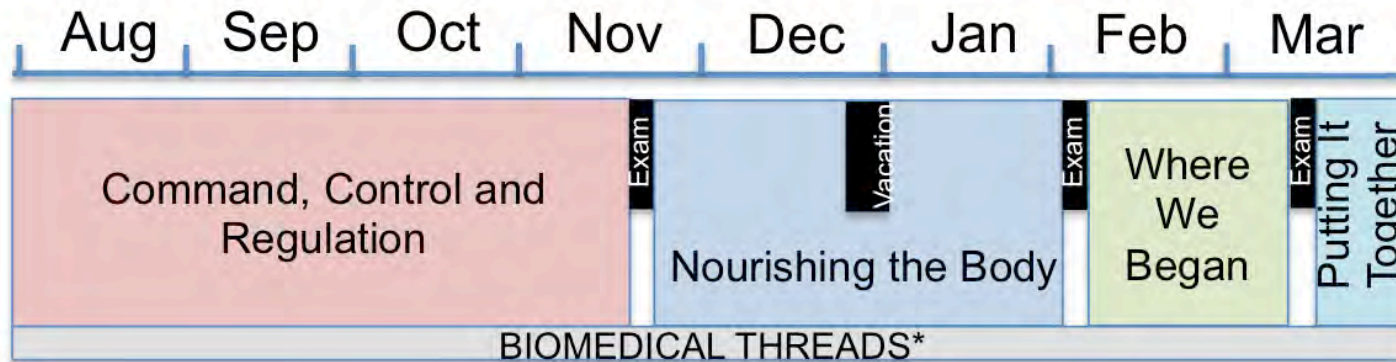 Aug Sep Oct Nov Dec Jan Feb Mar
Command, Control and
Regulation
Exam
Vacation
Nourishing the Body
Exam
Where
We
Began
Exam
Putting It
Together
BIOMEDICAL THREADS*